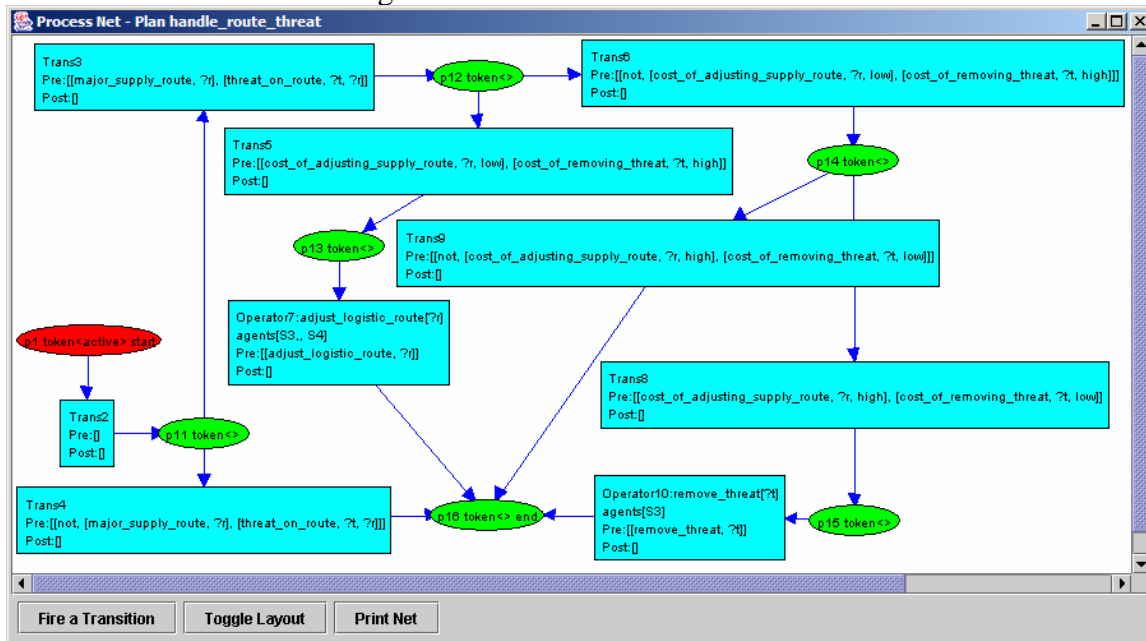 Process Net - Plan handle_route_threat
Trans3
Pre:[[major_supply_route, ?r], [threat_on_route, ?t, ?r]]
Post:[]
p12 token<>
Trans6
Pre:[[not, [cost_of_adjusting_supply_route, ?r, low], [cost_of_removing_threat, ?t, high]]]
Post:[]
Trans5
Pre:[[cost_of_adjusting_supply_route, ?r, low], [cost_of_removing_threat, ?t, high]]
Post:[]
p14 token<>
p13 token<>
Trans9
Pre:[[not, [cost_of_adjusting_supply_route, ?r, high], [cost_of_removing_threat, ?t, low]]]
Post:[]
Operator7:adjust_logistic_route[?r]
agents[S3,, S4]
Pre:[[adjust_logistic_route, ?r]]
Post:[]
p1 token<active> start
Trans8
Pre:[[cost_of_adjusting_supply_route, ?r, high], [cost_of_removing_threat, ?t, low]]
Post:[]
Trans2
Pre:[]
Post:[]
p11 token<>
Trans4
Pre:[[not, [major_supply_route, ?r], [threat_on_route, ?t, ?r]]]
Post:[]
p16 token<> end
Operator10:remove_threat[?t]
agents[S3]
Pre:[[remove_threat, ?t]]
Post:[]
p15 token<>
Fire a Transition
Toggle Layout
Print Net